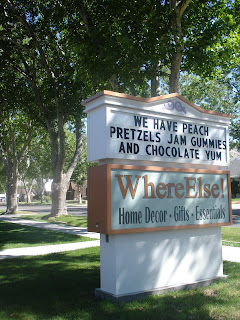 WE HAVE PEACH
PRETZELS JAM GUMMIES
AND CHOCOLATE YUM
WhereElse!
Home Decor · Gifts · Essentials